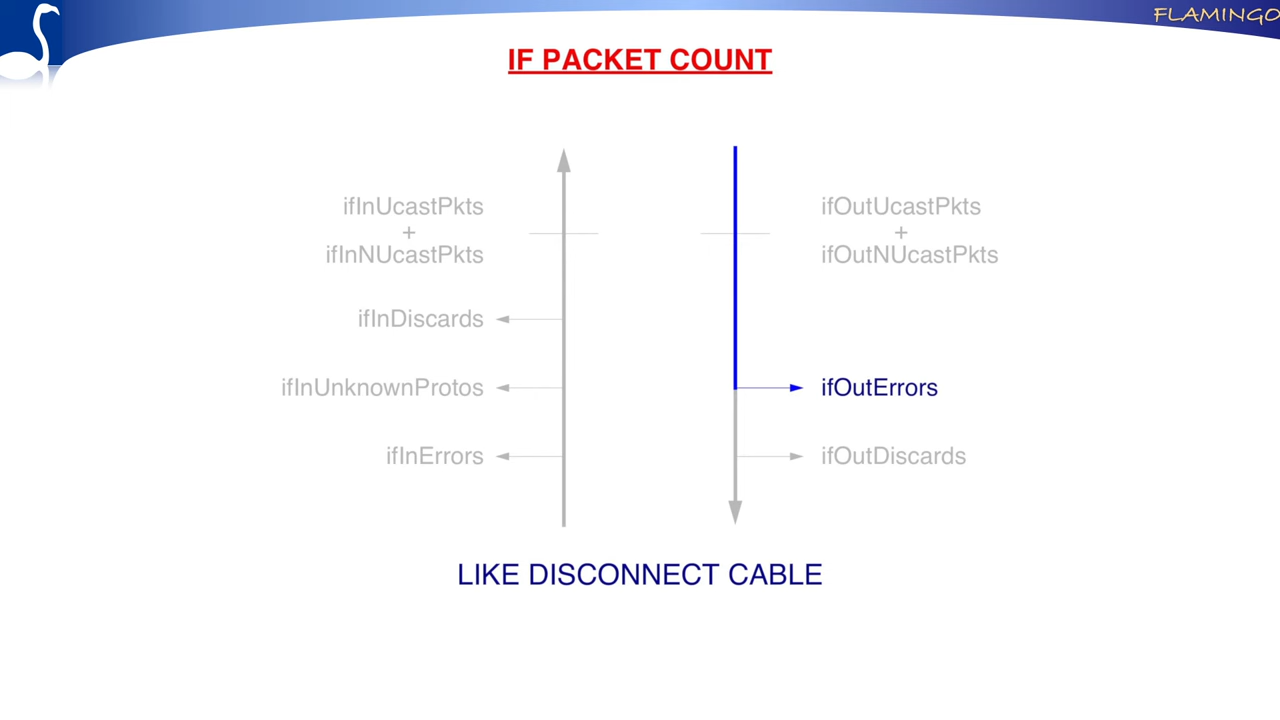 FLAMINGO
IF PACKET COUNT
ifInUcastPkts
+
ifInNUcastPkts
ifInDiscards
ifInUnknownProtos
ifInErrors
ifOutUcastPkts
+
ifOutNUcastPkts
ifOutErrors
ifOutDiscards
LIKE DISCONNECT CABLE